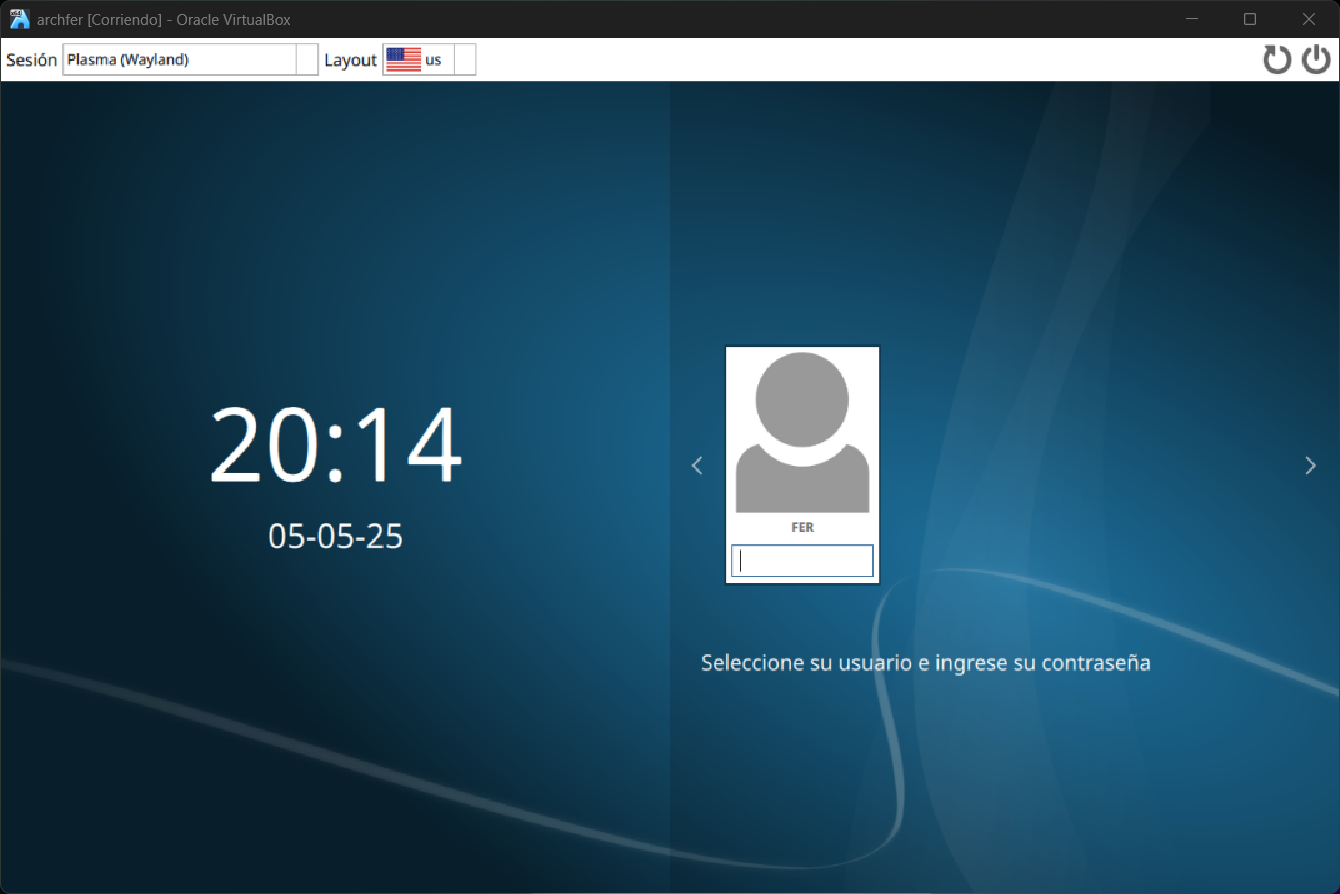 archfer [Corriendo] - Oracle VirtualBox
Sesión Plasma (Wayland) Layout us
20:14
05-05-25
FER
Seleccione su usuario e ingrese su contraseña